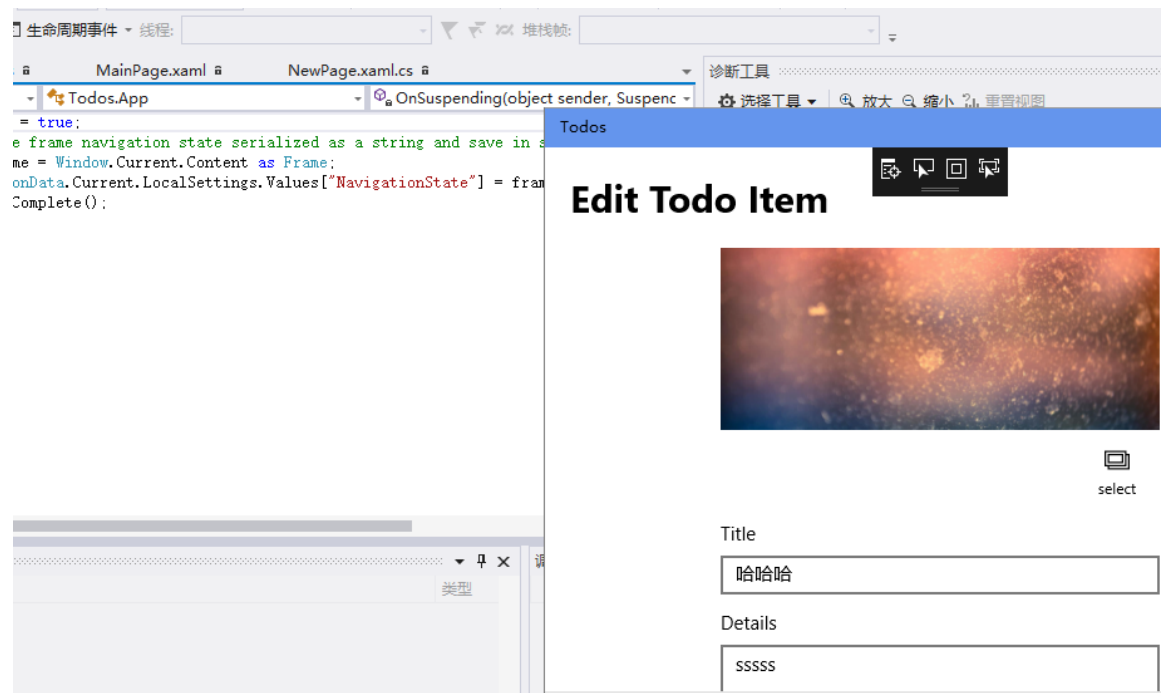 生命周期事件 线程: 堆栈帧:
MainPage.xaml NewPage.xaml.cs 诊断工具
Todos.App OnSuspending(object sender, Suspenc 选择工具 放大 缩小 重置视图
= true;
e frame navigation state serialized as a string and save in s
me = Window.Current.Content as Frame;
onData.Current.LocalSettings.Values["NavigationState"] = fram
Complete();
Todos
Edit Todo Item
select
Title
哈哈哈
Details
sssss
类型